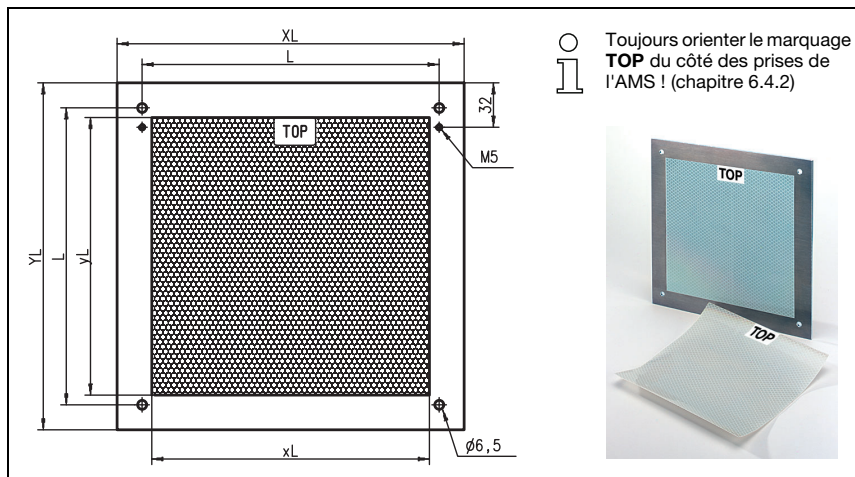 XL
L
TOP
32
M5
YL
L
yL
xL
ø6,5
Toujours orienter le marquage
TOP du côté des prises de
l'AMS ! (chapitre 6.4.2)
TOP
TOP